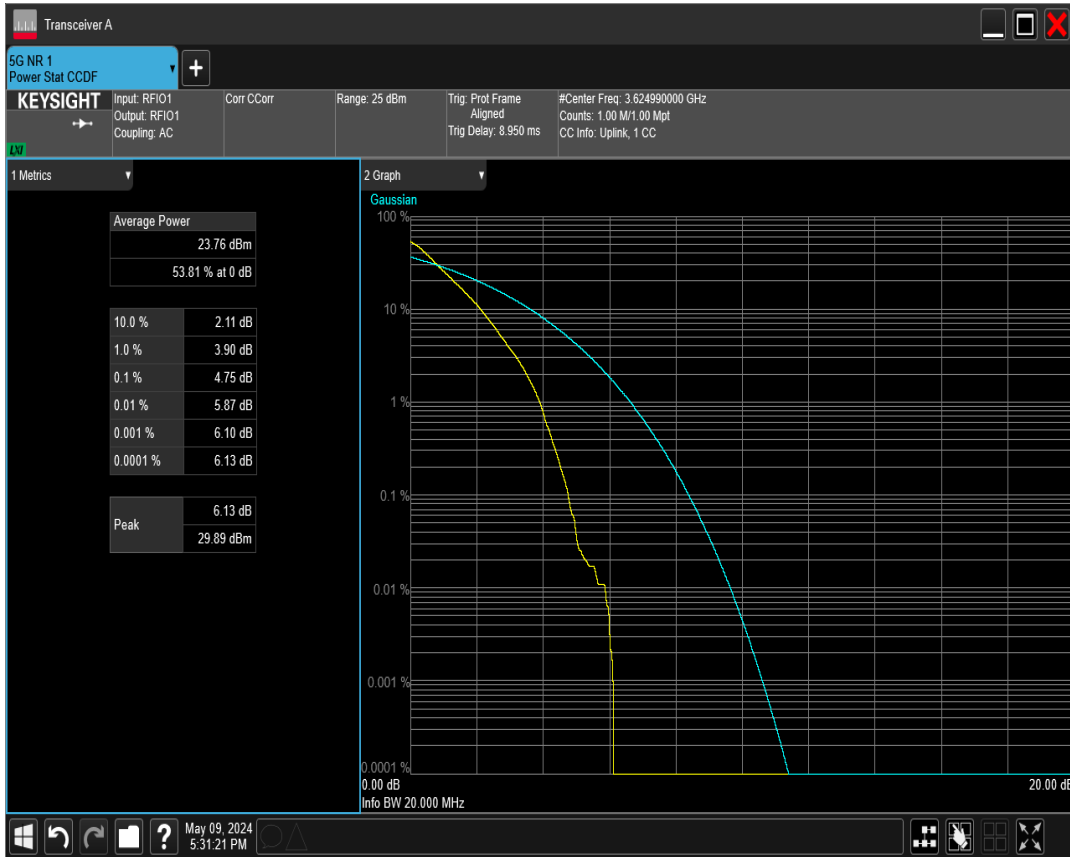 Transceiver A
5G NR 1
Power Stat CCDF
+
KEYSIGHT
LXI
Input: RFIO1
Output: RFIO1
Coupling: AC
Corr CCorr
Range: 25 dBm
Trig: Prot Frame
Aligned
Trig Delay: 8.950 ms
#Center Freq: 3.624990000 GHz
Counts: 1.00 M/1.00 Mpt
CC Info: Uplink, 1 CC
1 Metrics
Average Power
23.76 dBm
53.81 % at 0 dB
10.0 % 2.11 dB
1.0 % 3.90 dB
0.1 % 4.75 dB
0.01 % 5.87 dB
0.001 % 6.10 dB
0.0001 % 6.13 dB
Peak
6.13 dB
29.89 dBm
2 Graph
Gaussian
100 %
10 %
1 %
0.1 %
0.01 %
0.001 %
0.0001 %
0.00 dB 20.00 dB
Info BW 20.000 MHz
?
May 09, 2024
5:31:21 PM